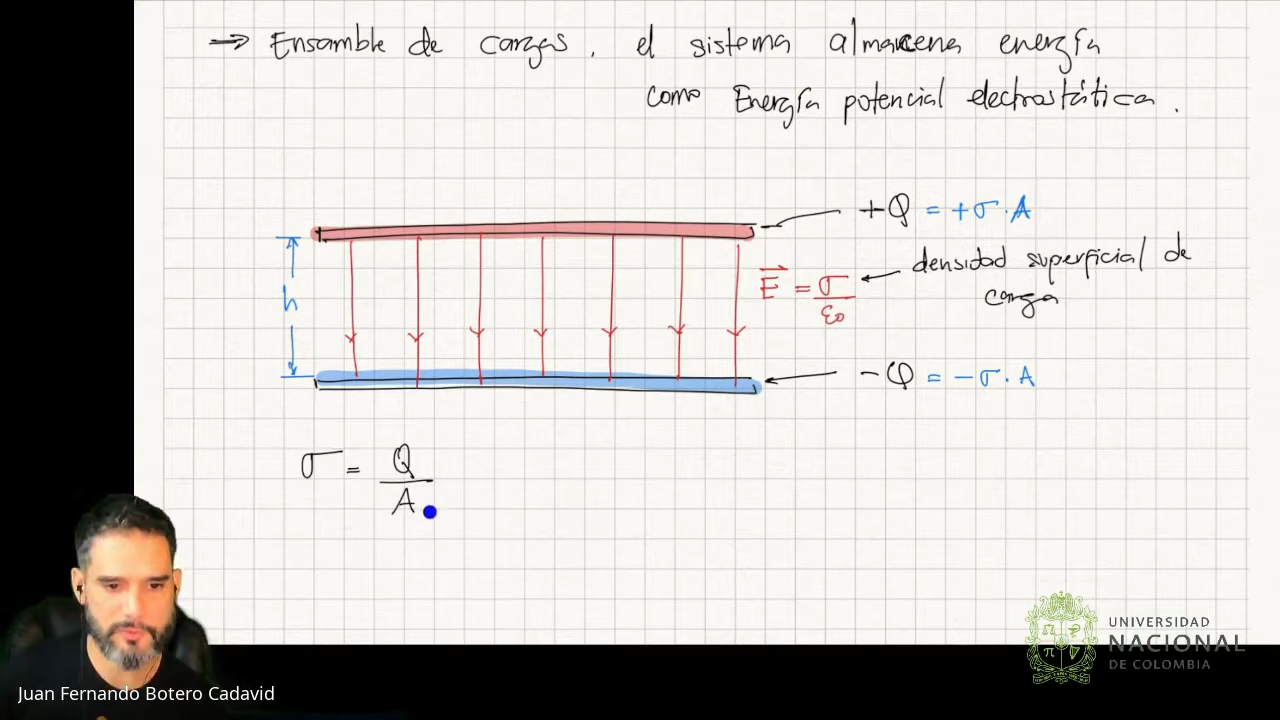 → Ensamble de cargas, el sistema almacena energía
como Energía potencial electrostática.
+Q = +σ·A
densidad superficial de
carga
E⃗ = σ/ε₀
h
-Q = -σ·A
σ = Q/A
UNIVERSIDAD
NACIONAL
DE COLOMBIA
Juan Fernando Botero Cadavid